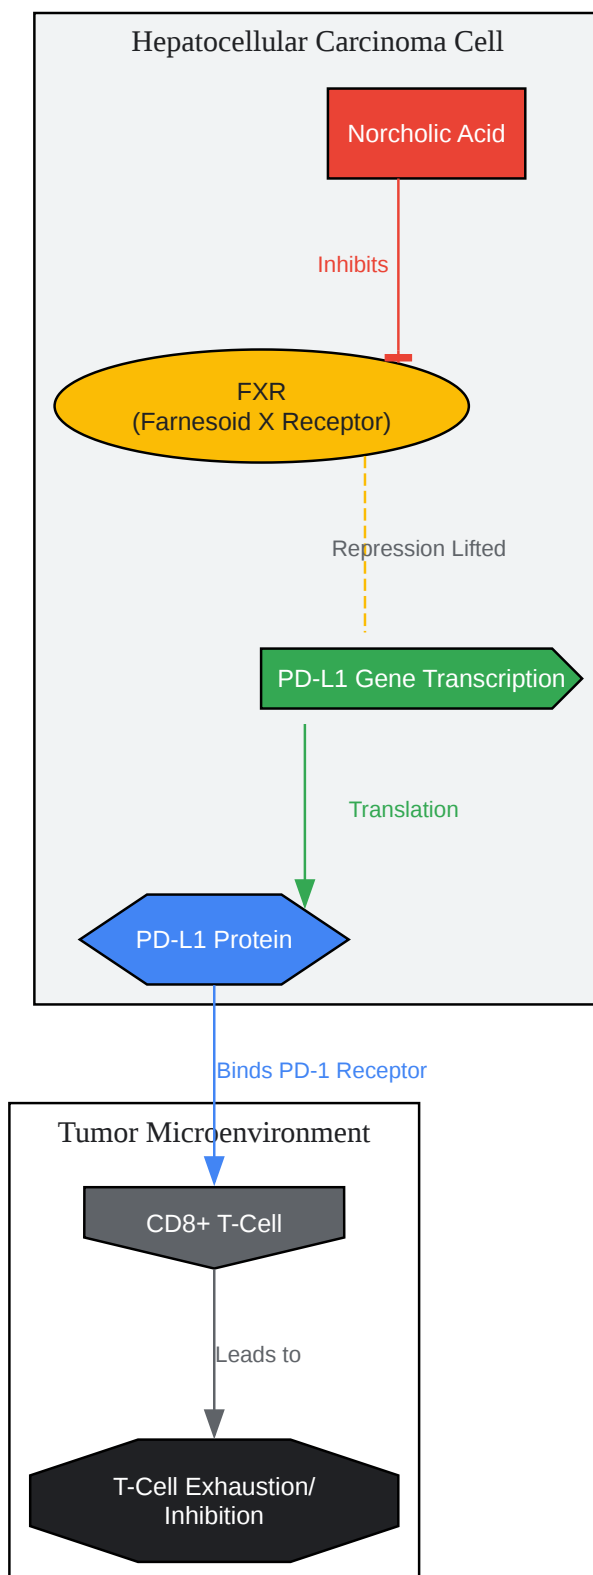 Hepatocellular Carcinoma Cell
Norcholic Acid
Inhibits
FXR
(Farnesoid X Receptor)
Repression Lifted
PD-L1 Gene Transcription
Translation
PD-L1 Protein
Binds PD-1 Receptor
Tumor Microenvironment
CD8+ T-Cell
Leads to
T-Cell Exhaustion/
Inhibition